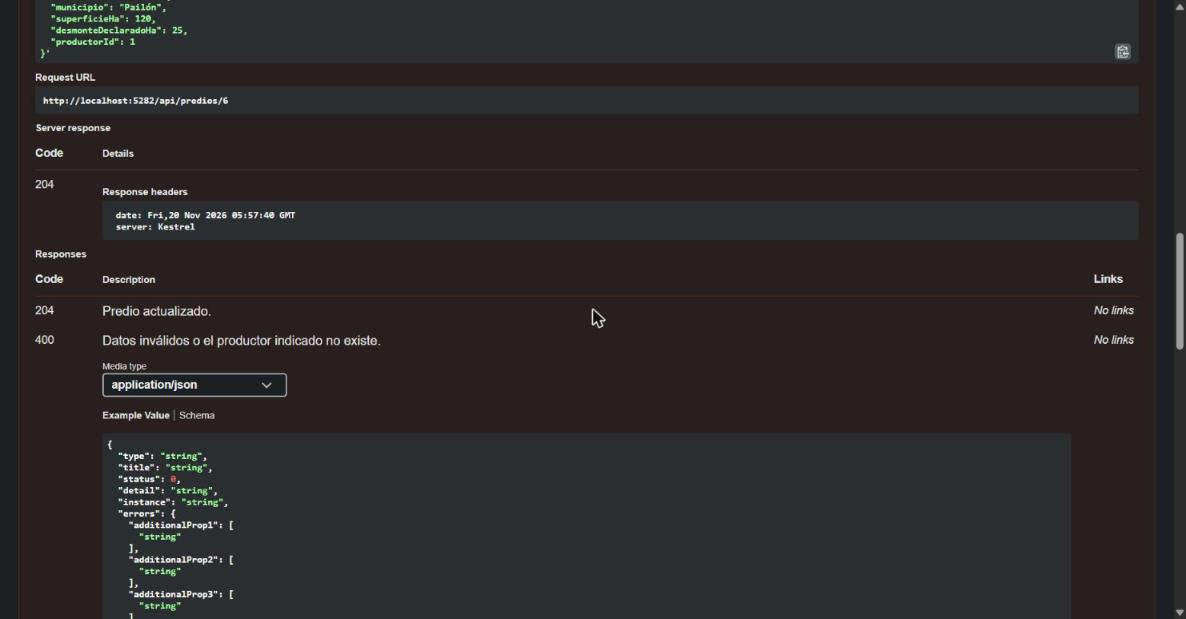 "municipio": "Pailón",
"superficieHa": 120,
"desmonteDeclaradoHa": 25,
"productorId": 1
}'
Request URL
http://localhost:5282/api/predios/6
Server response
Code Details
204
Response headers
date: Fri,20 Nov 2026 05:57:40 GMT
server: Kestrel
Responses
Code Description Links
204 Predio actualizado. No links
400 Datos inválidos o el productor indicado no existe. No links
Media type
application/json
Example Value | Schema
{
"type": "string",
"title": "string",
"status": 0,
"detail": "string",
"instance": "string",
"errors": {
"additionalProp1": [
"string"
],
"additionalProp2": [
"string"
],
"additionalProp3": [
"string"
]